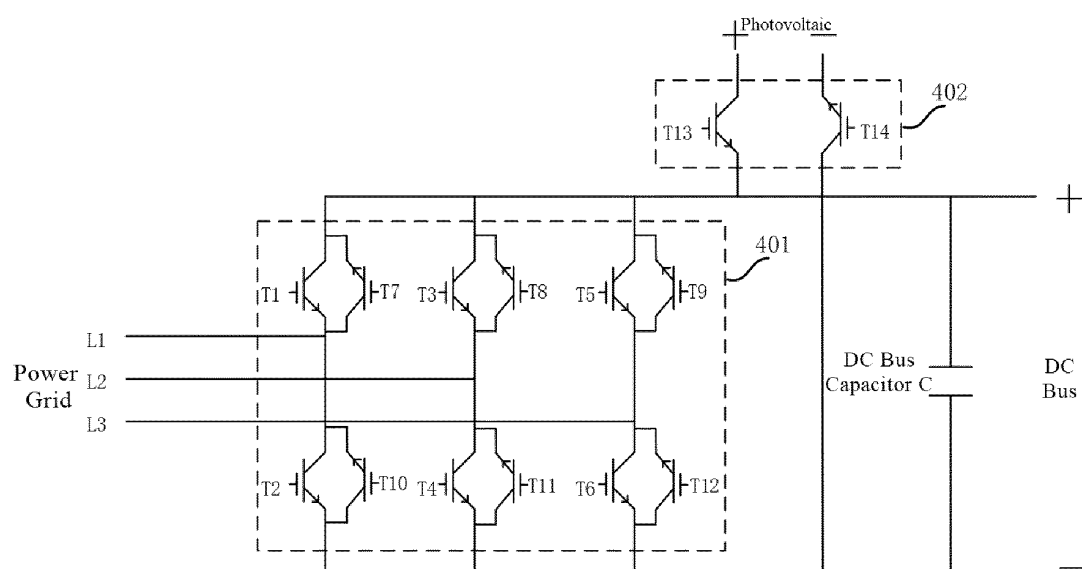 + Photovoltaic −
402
T13 T14
+
401
T1 T7 T3 T8 T5 T9
L1
Power
Grid
L2
L3
DC Bus
Capacitor C
DC
Bus
T2 T10 T4 T11 T6 T12
−